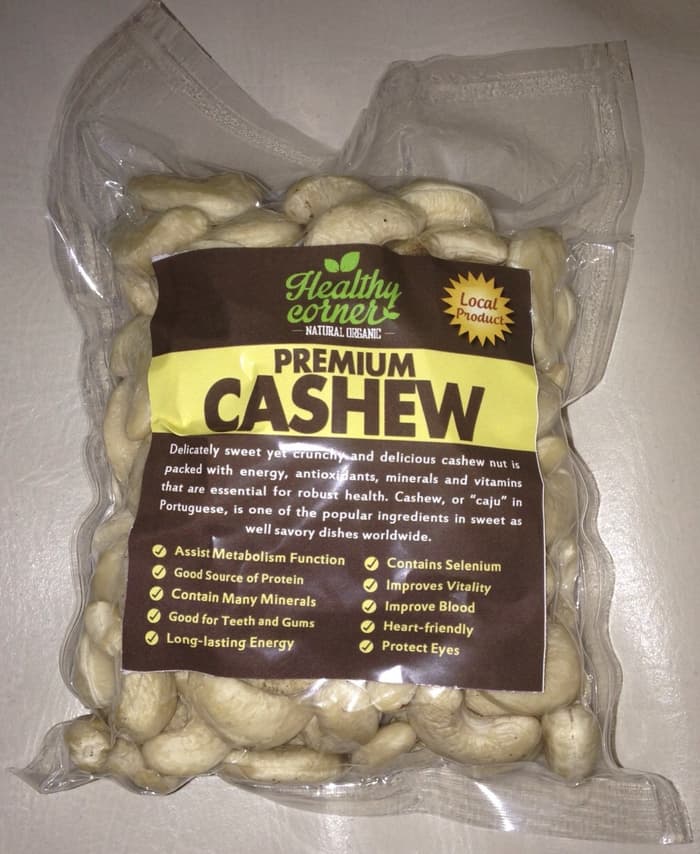 Healthy
corner
NATURAL ORGANIC
Local
Product
PREMIUM
CASHEW
Delicately sweet yet crunchy and delicious cashew nut is
packed with energy, antioxidants, minerals and vitamins
that are essential for robust health. Cashew, or "caju" in
Portuguese, is one of the popular ingredients in sweet as
well savory dishes worldwide.
Assist Metabolism Function
Good Source of Protein
Contain Many Minerals
Good for Teeth and Gums
Long-lasting Energy
Contains Selenium
Improves Vitality
Improve Blood
Heart-friendly
Protect Eyes